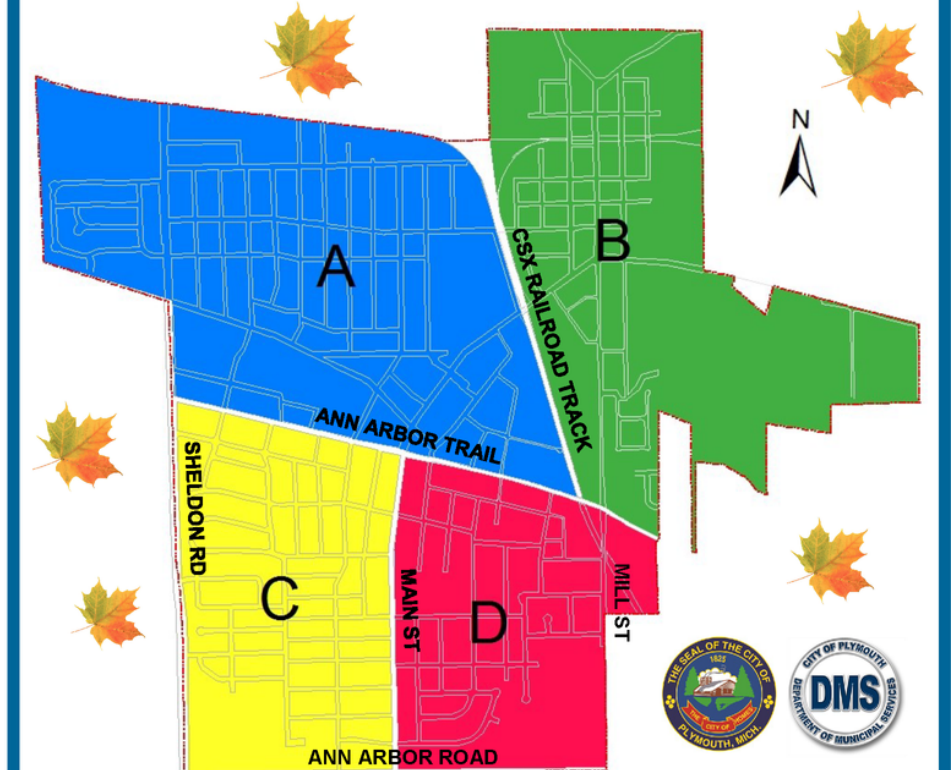 N
A
B
CSX RAILROAD TRACK
ANN ARBOR TRAIL
SHELDON RD
C
MAIN ST
D
MILL ST
ANN ARBOR ROAD
THE SEAL OF THE CITY OF
1825
THE CITY OF HOMES
PLYMOUTH, MICH.
CITY OF PLYMOUTH
DMS
DEPARTMENT OF MUNICIPAL SERVICES